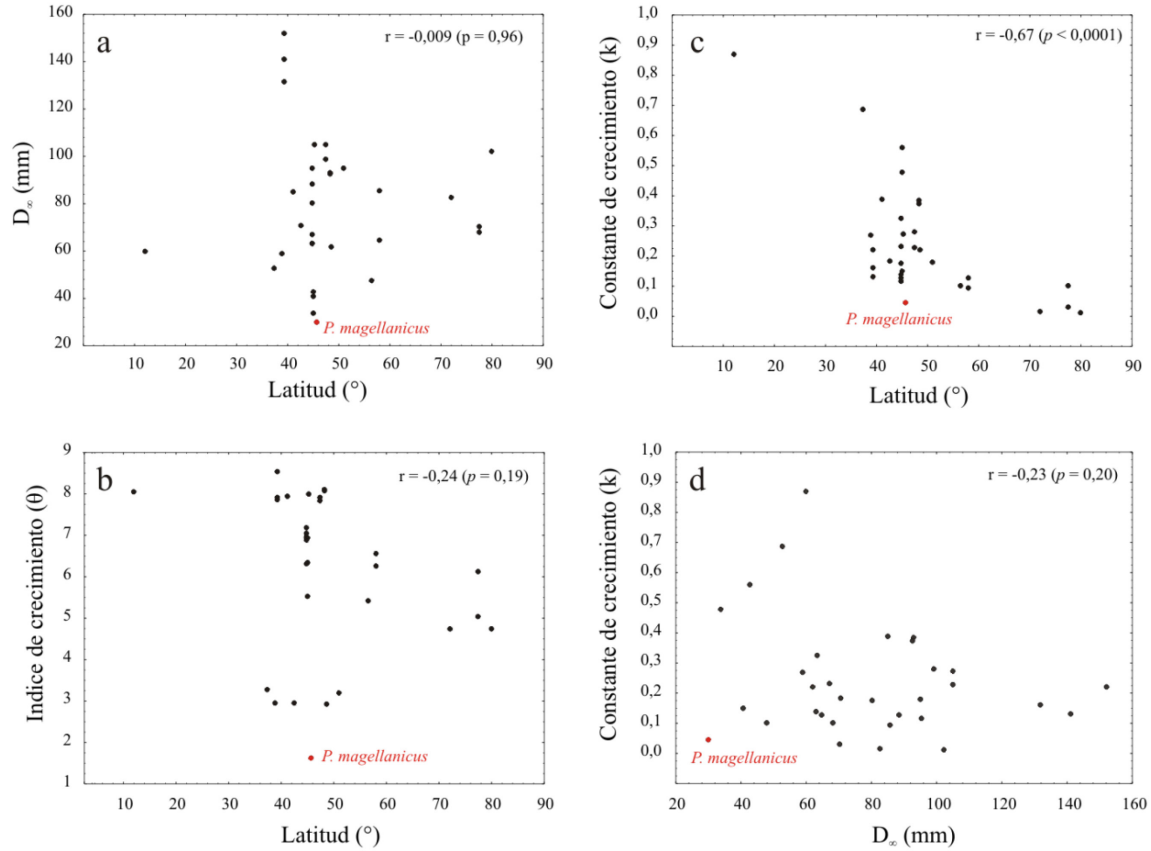 a
r = -0,009 (p = 0,96)
160
140
120
100
80
60
40
20
D∞ (mm)
P. magellanicus
10 20 30 40 50 60 70 80 90
Latitud (°)
c
r = -0,67 (p < 0,0001)
1,0
0,9
0,8
0,7
0,6
0,5
0,4
0,3
0,2
0,1
0,0
Constante de crecimiento (k)
P. magellanicus
10 20 30 40 50 60 70 80 90
Latitud (°)
b
r = -0,24 (p = 0,19)
9
8
7
6
5
4
3
2
1
Indice de crecimiento (θ)
P. magellanicus
10 20 30 40 50 60 70 80 90
Latitud (°)
d
r = -0,23 (p = 0,20)
1,0
0,9
0,8
0,7
0,6
0,5
0,4
0,3
0,2
0,1
0,0
Constante de crecimiento (k)
P. magellanicus
20 40 60 80 100 120 140 160
D∞ (mm)